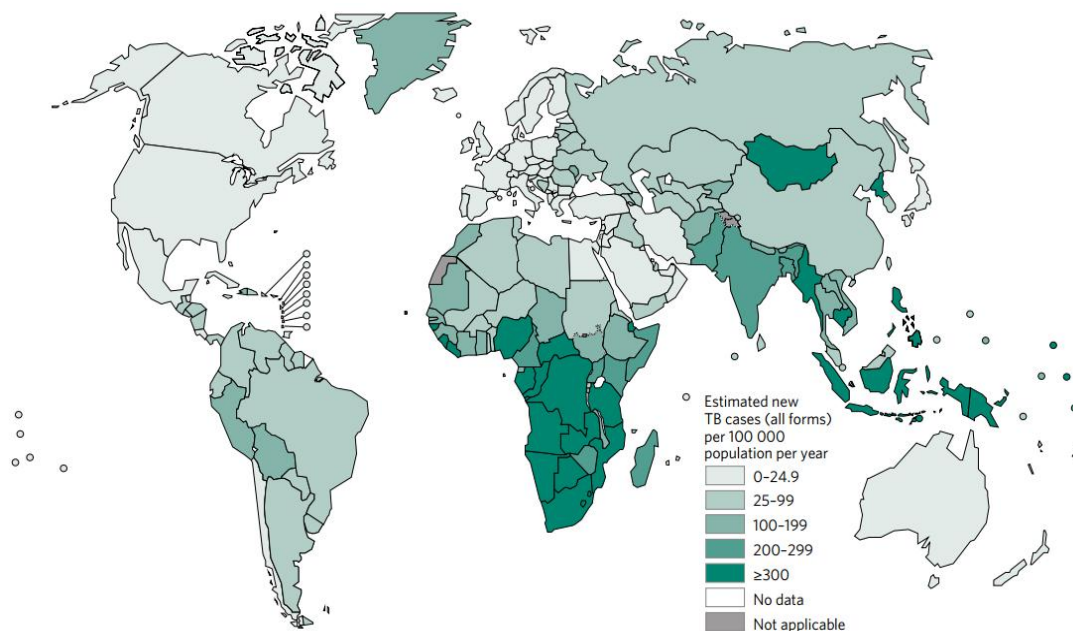 Estimated new
TB cases (all forms)
per 100 000
population per year
0–24.9
25–99
100–199
200–299
≥300
No data
Not applicable